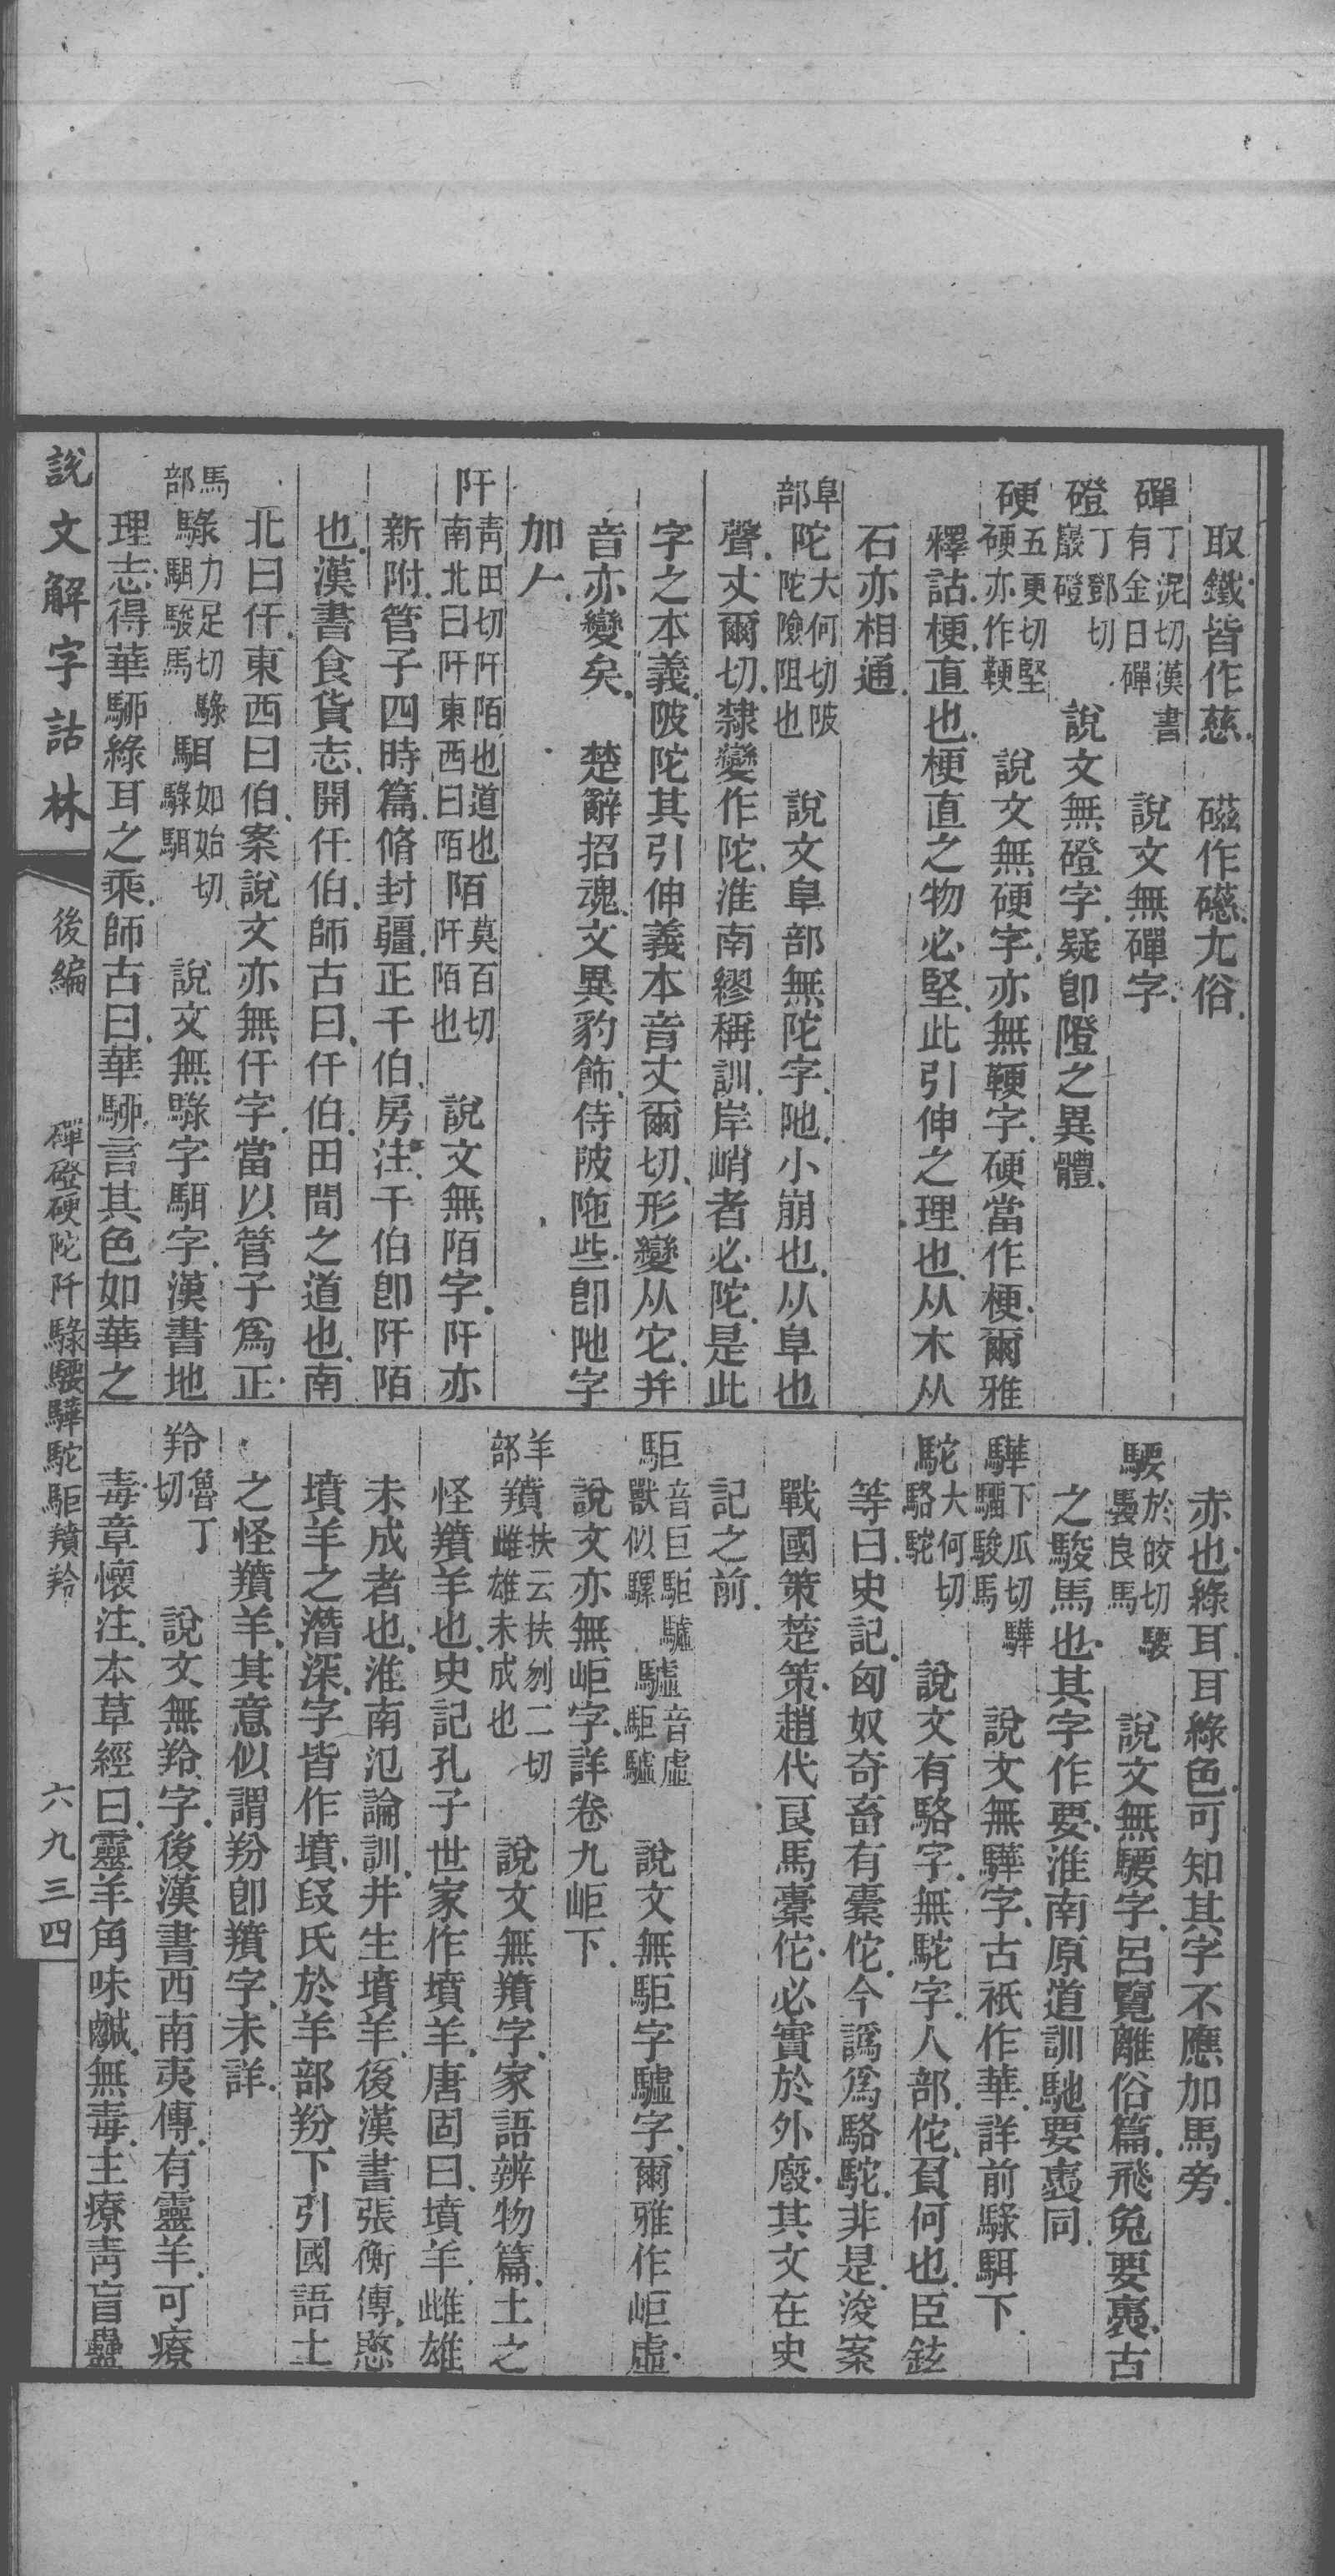 取鐵皆作慈　磁作礠尤俗
磾丁泥切漢書有金日磾　說文無磾字
磴丁鄧切巖磴　說文無磴字疑卽隥之異體
硬五更切堅硬亦作鞕　說文無硬字亦無鞕字硬當作梗爾雅
釋詁梗直也梗直之物必堅此引伸之理也从木从
石亦相通
阜部　陀大何切陂陀險阻也　說文阜部無陀字阤小崩也从阜也
聲丈爾切隸變作陀淮南繆稱訓岸峭者必陀是此
字之本義陂陀其引伸義本音丈爾切形變从它并
音亦變矣　楚辭招魂文異豹飾侍陂陁些卽阤字
加𠂉
阡青田切阡陌也道也南北曰阡東西曰陌　陌莫百切阡陌也　說文無陌字阡亦
新附管子四時篇脩封疆正千伯房注千伯卽阡陌
也漢書食貨志開仟伯師古曰仟伯田間之道也南
北曰仟東西曰伯案說文亦無仟字當以管子爲正
馬部　騄力足切騄駬駿馬　駬如始切騄駬　說文無騄字駬字漢書地
理志得華騮綠耳之乘師古曰華騮言其色如華之
赤也綠耳耳綠色可知其字不應加馬旁
騕於皎切騕褭良馬　說文無騕字呂覽離俗篇飛兔要褭古
之駿馬也其字作要淮南原道訓馳要褭同
驊下瓜切驊騮駿馬　說文無驊字古祇作華詳前騄駬下
駝大何切駱駝　說文有駱字無駝字人部佗負何也臣鉉
等曰史記匈奴奇畜有橐佗今譌爲駱駝非是浚案
戰國策楚策趙代良馬橐佗必實於外廄其文在史
記之前
駏音巨駏驉獸似騾　驉音虛駏驉　說文無駏字驉字爾雅作岠虛
說文亦無岠字詳卷九岠下
羊部　羵扶云扶刎二切雌雄未成也　說文無羵字家語辨物篇土之
怪羵羊也史記孔子世家作墳羊唐固曰墳羊雌雄
未成者也淮南氾論訓井生墳羊後漢書張衡傳愍
墳羊之潛深字皆作墳段氏於羊部羒下引國語土
之怪羵羊其意似謂羒卽羵字未詳
羚魯丁切　說文無羚字後漢書西南夷傳有靈羊可療
毒章懷注本草經曰靈羊角味鹹無毒主療靑盲蠱
說文解字詁林　後編　磾磴硬陀阡騄騕驊駝駏羵羚　六九三四